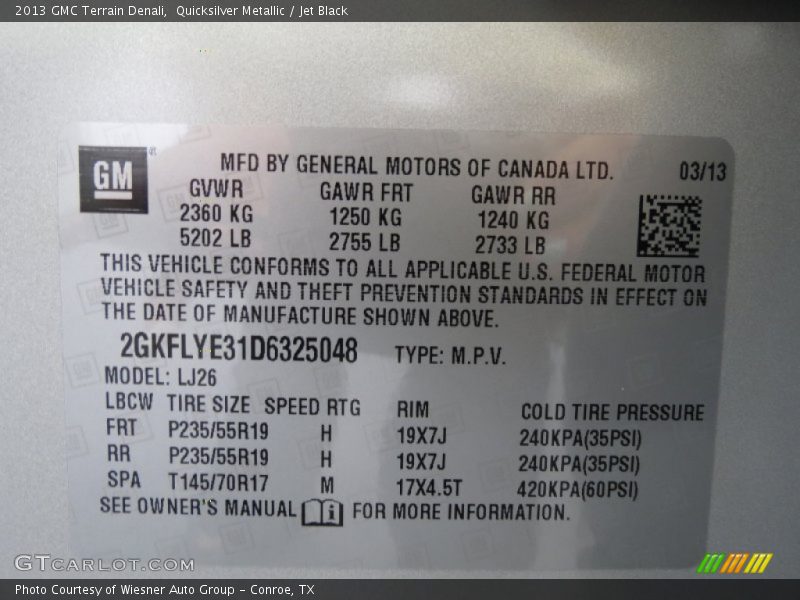 2013 GMC Terrain Denali, Quicksilver Metallic / Jet Black
GM
MFD BY GENERAL MOTORS OF CANADA LTD. 03/13
GVWR GAWR FRT GAWR RR
2360 KG 1250 KG 1240 KG
5202 LB 2755 LB 2733 LB
THIS VEHICLE CONFORMS TO ALL APPLICABLE U.S. FEDERAL MOTOR
VEHICLE SAFETY AND THEFT PREVENTION STANDARDS IN EFFECT ON
THE DATE OF MANUFACTURE SHOWN ABOVE.
2GKFLYE31D6325048 TYPE: M.P.V.
MODEL: LJ26
LBCW TIRE SIZE SPEED RTG RIM COLD TIRE PRESSURE
FRT P235/55R19 H 19X7J 240KPA(35PSI)
RR P235/55R19 H 19X7J 240KPA(35PSI)
SPA T145/70R17 M 17X4.5T 420KPA(60PSI)
SEE OWNER'S MANUAL i FOR MORE INFORMATION.
GTCARLOT.COM
Photo Courtesy of Wiesner Auto Group - Conroe, TX